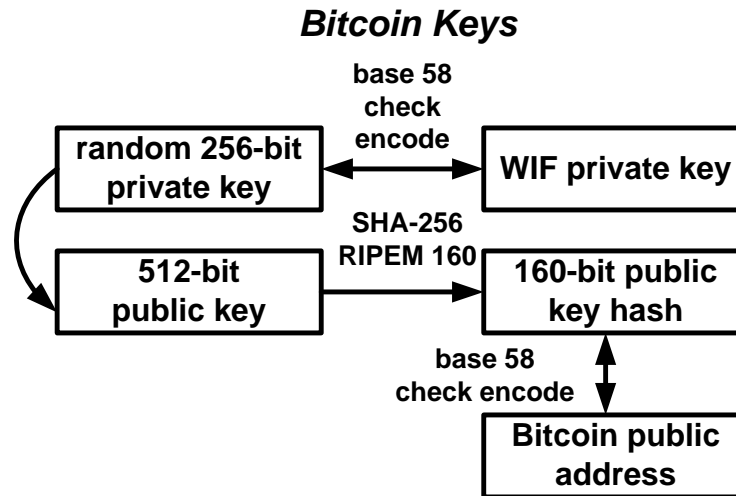 Bitcoin Keys
base 58
check
encode
random 256-bit
private key
WIF private key
SHA-256
RIPEM 160
512-bit
public key
160-bit public
key hash
base 58
check encode
Bitcoin public
address